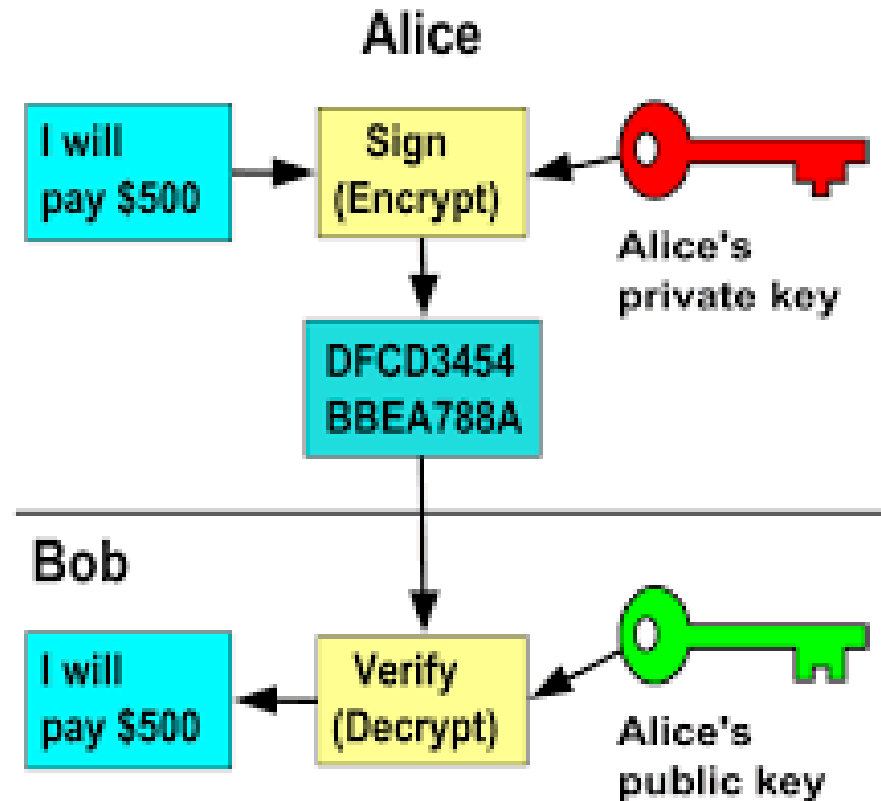 Alice
I will
pay $500
Sign
(Encrypt)
Alice's
private key
DFCD3454
BBEA788A
Bob
I will
pay $500
Verify
(Decrypt)
Alice's
public key